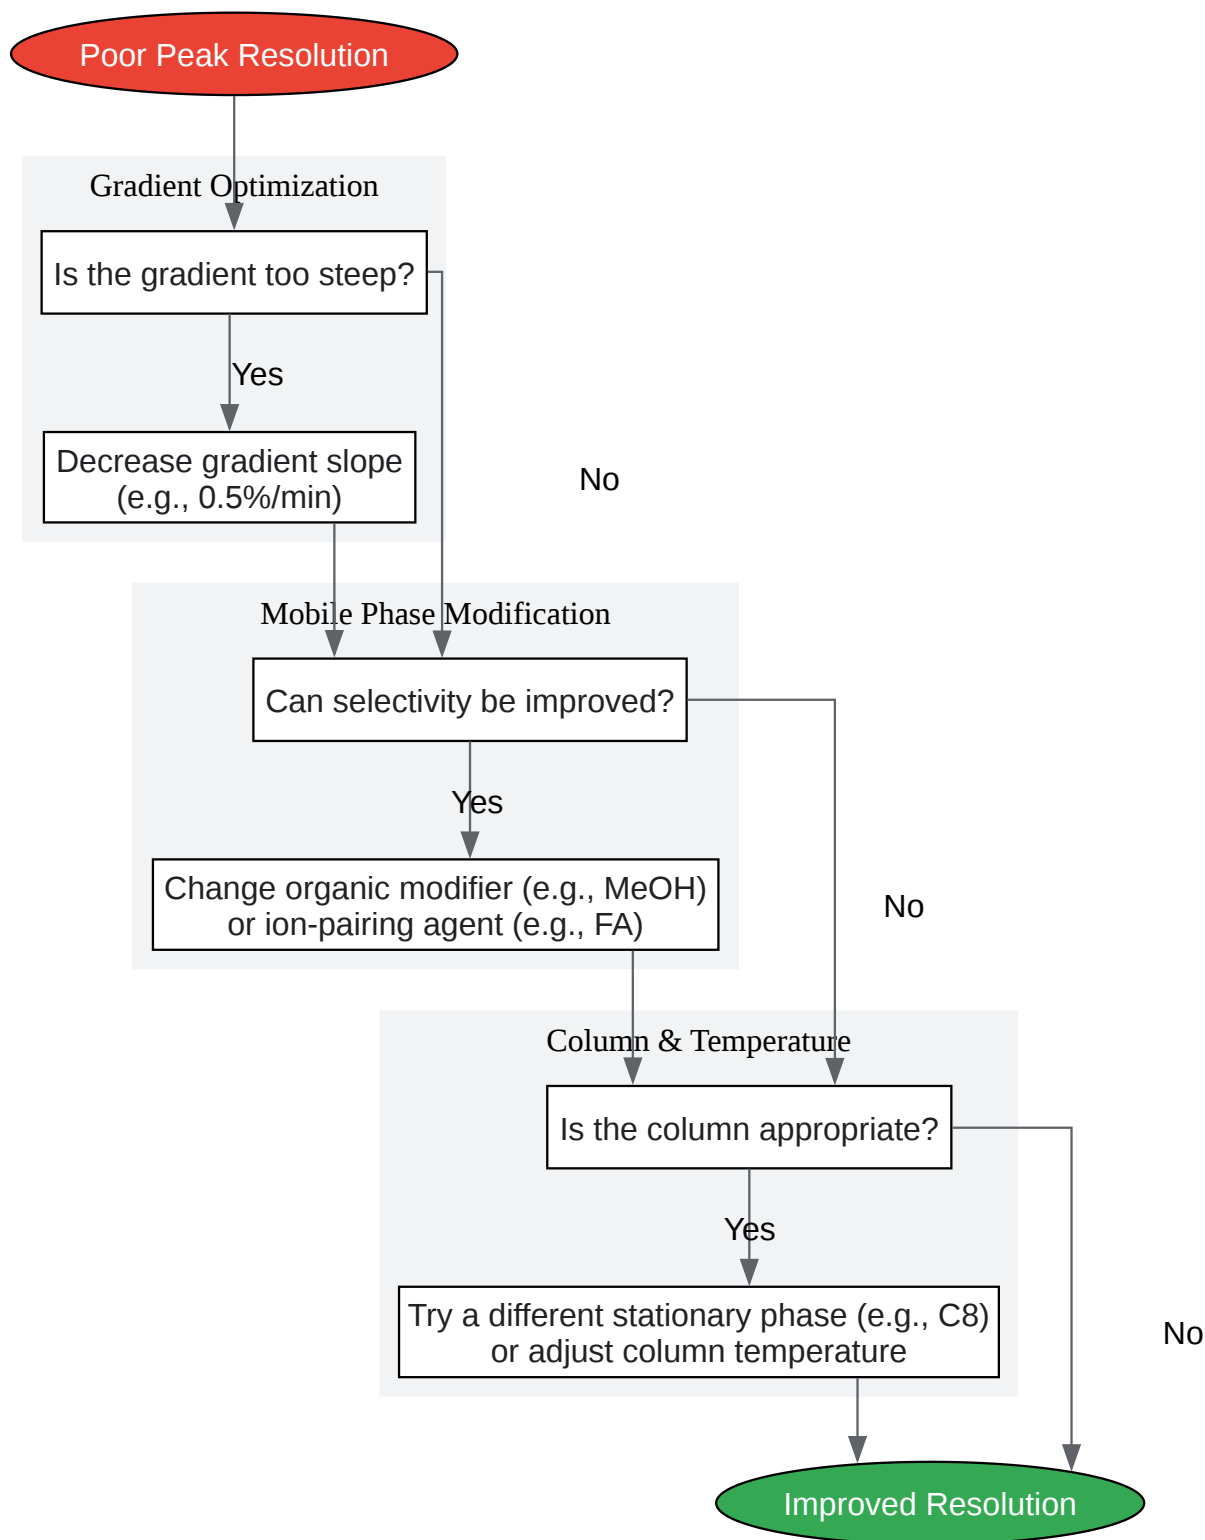 Poor Peak Resolution
Gradient Optimization
Is the gradient too steep?
Yes
Decrease gradient slope
(e.g., 0.5%/min)
No
Mobile Phase Modification
Can selectivity be improved?
Yes
Change organic modifier (e.g., MeOH)
or ion-pairing agent (e.g., FA)
No
Column & Temperature
Is the column appropriate?
Yes
Try a different stationary phase (e.g., C8)
or adjust column temperature
No
Improved Resolution